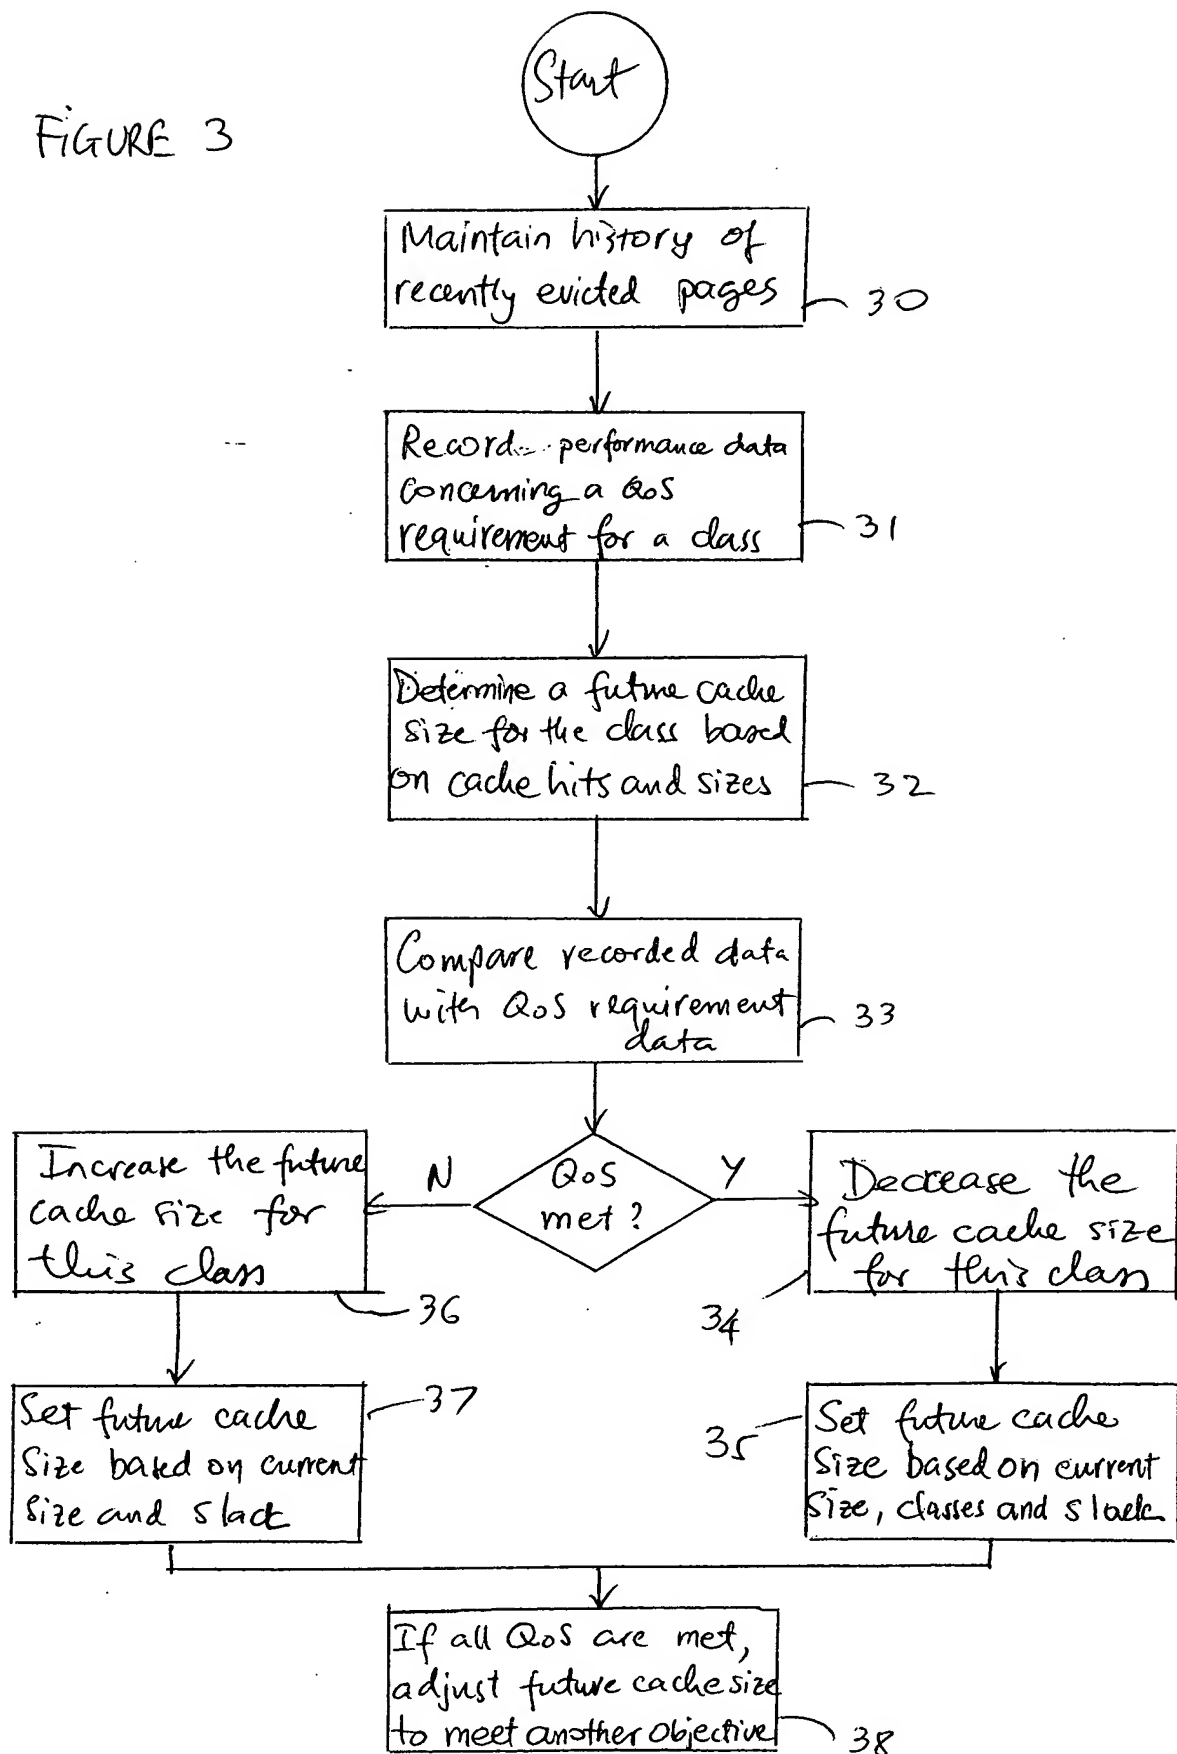 Start
FIGURE 3
Maintain history of
recently evicted pages
30
Record performance data
concerning a QoS
requirement for a class
31
Determine a future cache
size for the class based
on cache hits and sizes
32
Compare recorded data
with QoS requirement
data
33
QoS
met?
N
Y
Increase the future
cache size for
this class
36
Decrease the
future cache size
for this class
34
Set future cache
size based on current
size and slack
37
Set future cache
size based on current
size, classes and slack
35
If all QoS are met,
adjust future cache size
to meet another objective
38